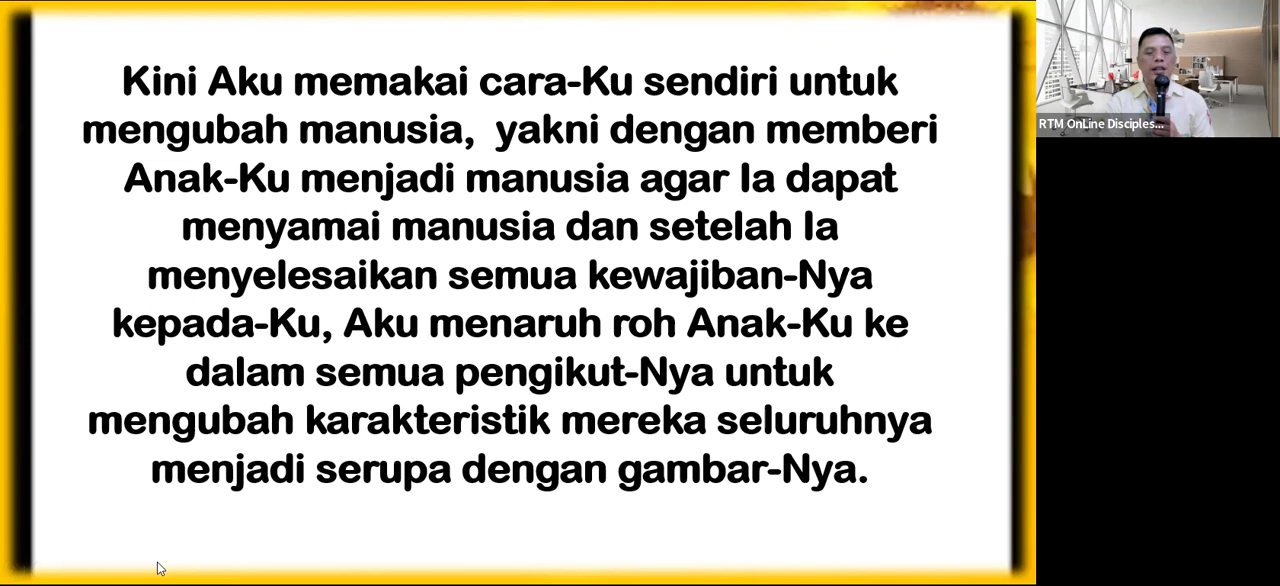 Kini Aku memakai cara-Ku sendiri untuk
mengubah manusia, yakni dengan memberi
Anak-Ku menjadi manusia agar Ia dapat
menyamai manusia dan setelah Ia
menyelesaikan semua kewajiban-Nya
kepada-Ku, Aku menaruh roh Anak-Ku ke
dalam semua pengikut-Nya untuk
mengubah karakteristik mereka seluruhnya
menjadi serupa dengan gambar-Nya.
RTM OnLine Disciples...